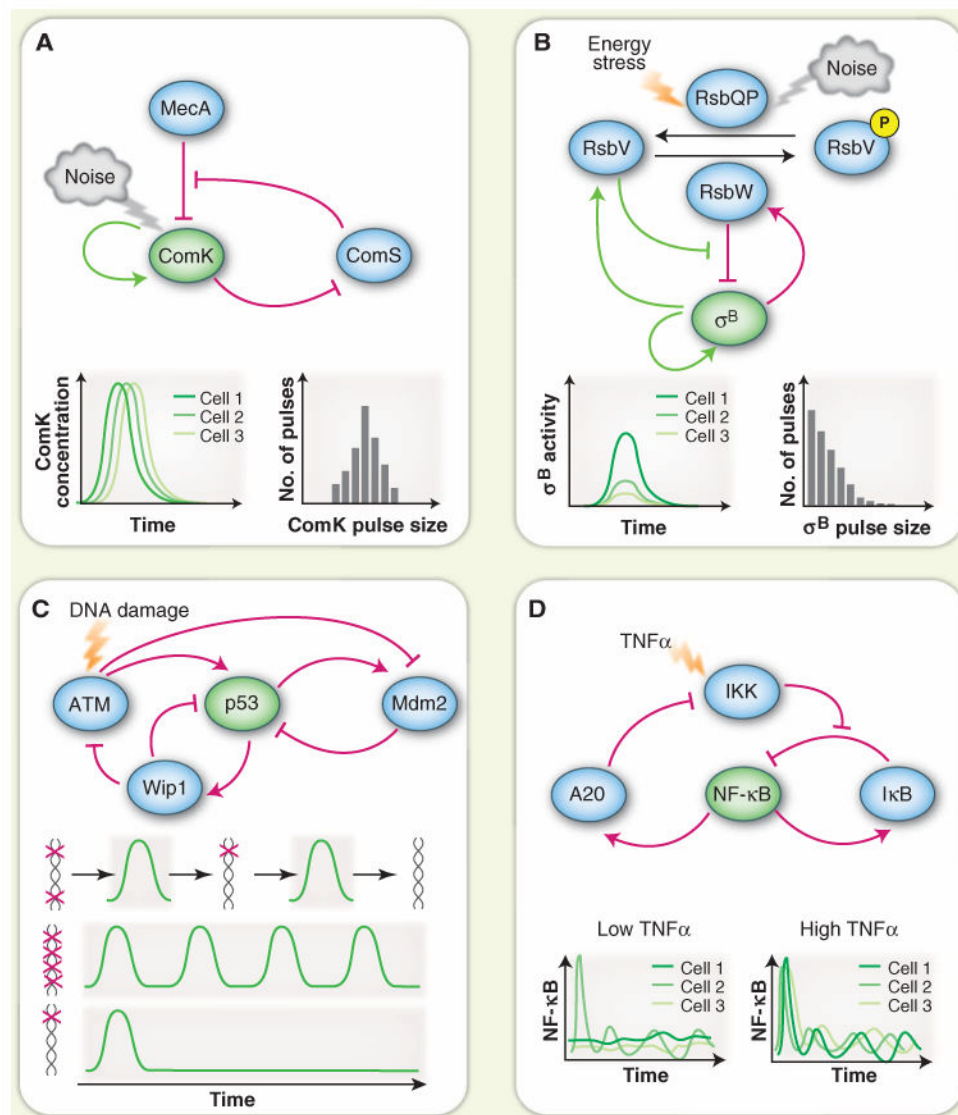 A
MecA
Noise
ComK
ComS
ComK
concentration
Cell 1
Cell 2
Cell 3
Time
No. of pulses
ComK pulse size
B
Energy
stress
RsbQP
Noise
RsbV
RsbV
P
RsbW
σB
σB activity
Cell 1
Cell 2
Cell 3
Time
No. of pulses
σB pulse size
C
DNA damage
ATM
p53
Mdm2
Wip1
Time
D
TNFα
IKK
A20
NF-κB
IκB
Low TNFα
NF-κB
Cell 1
Cell 2
Cell 3
Time
High TNFα
NF-κB
Cell 1
Cell 2
Cell 3
Time